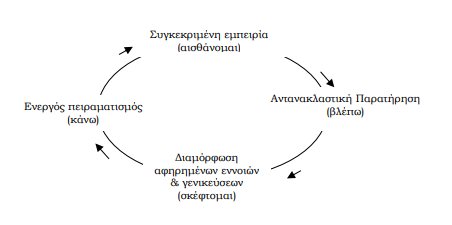 Συγκεκριμένη εμπειρία
(αισθάνομαι)
Αντανακλαστική Παρατήρηση
(βλέπω)
Διαμόρφωση
αφηρημένων εννοιών
& γενικεύσεων
(σκέφτομαι)
Ενεργός πειραματισμός
(κάνω)